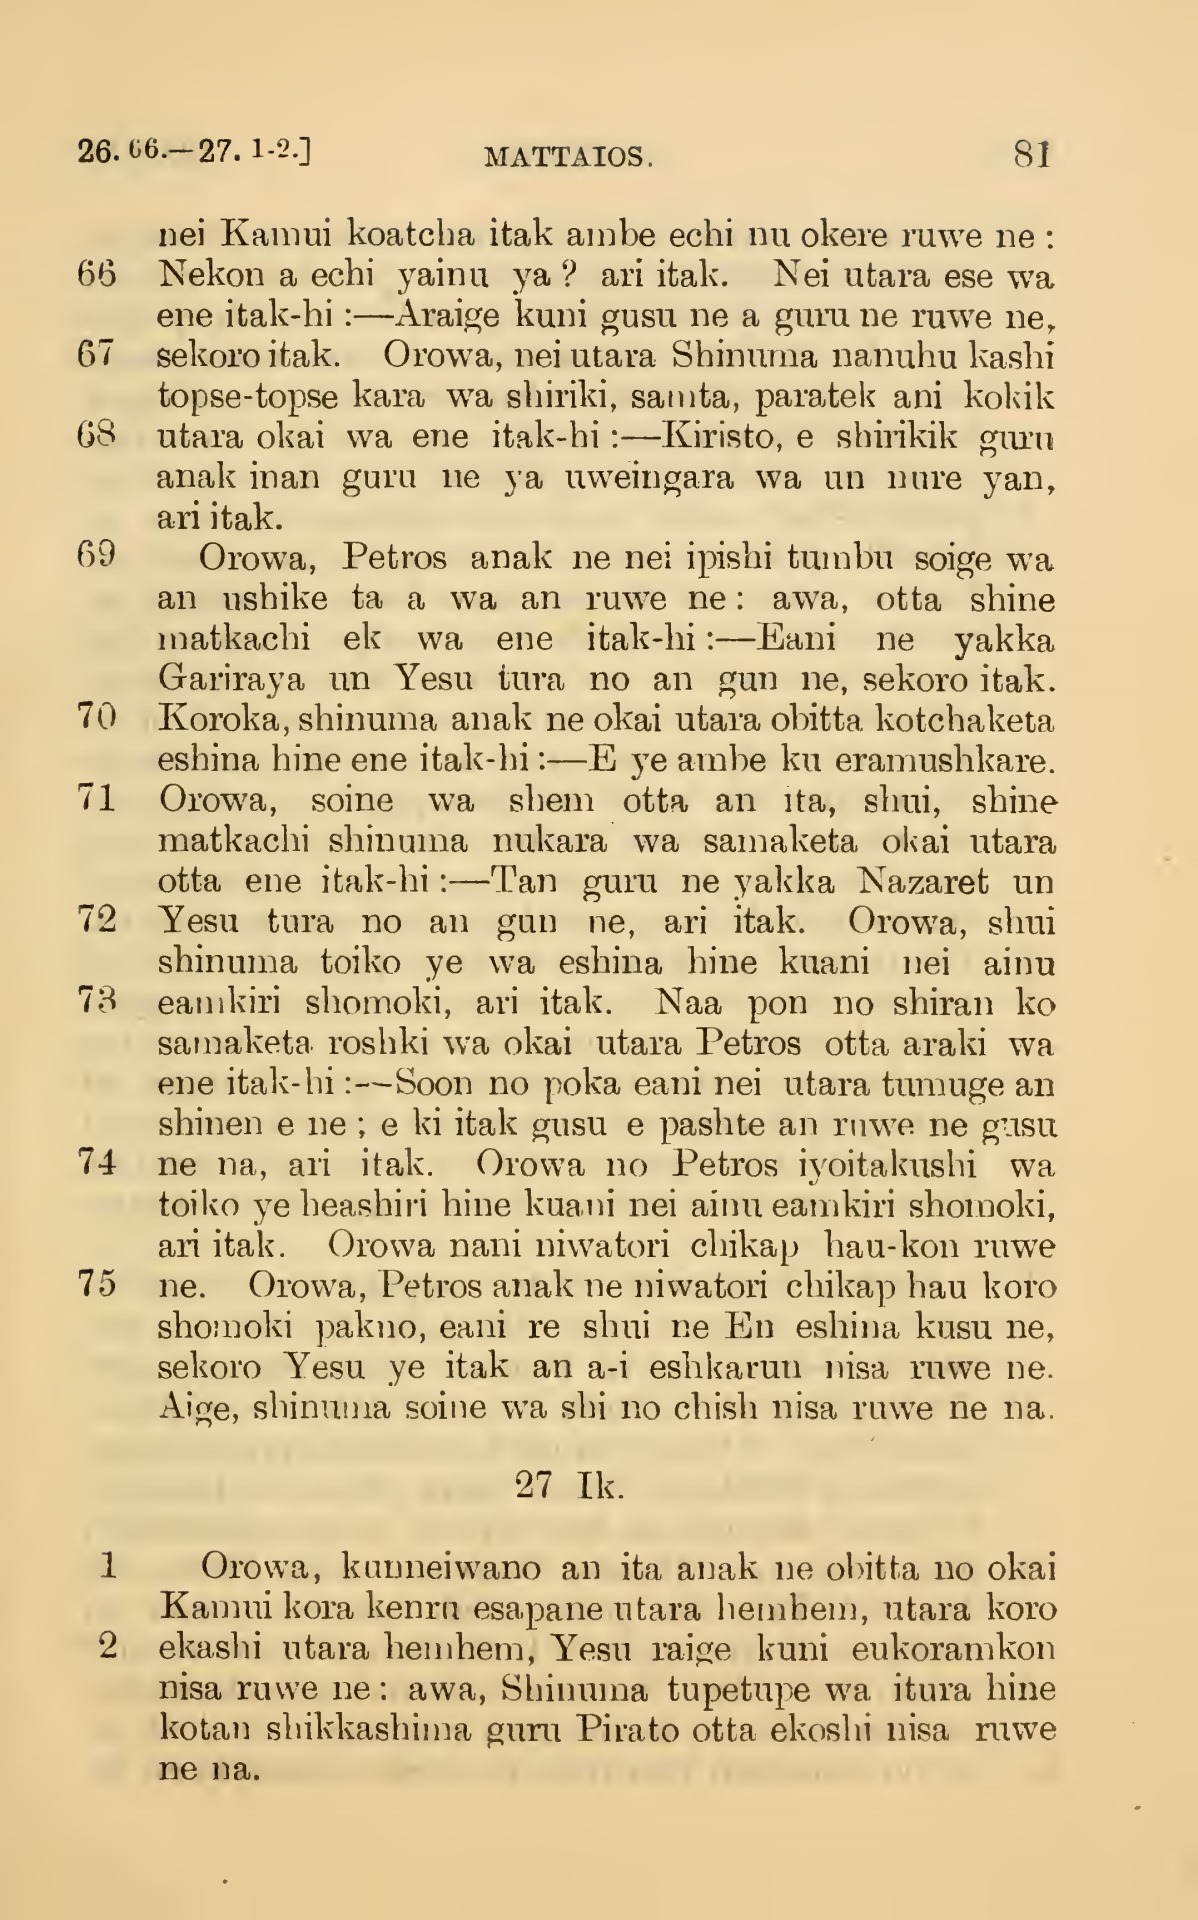 26. 66.—27. 1-2.] MATTAIOS. 81
nei Kamui koatcha itak ambe echi nu okere ruwe ne :
66 Nekon a echi yainu ya ? ari itak. Nei utara ese wa
ene itak-hi :—Araige kuni gusu ne a guru ne ruwe ne,
67 sekoro itak. Orowa, nei utara Shinuma nanuhu kashi
topse-topse kara wa shiriki, samta, paratek ani kokik
68 utara okai wa ene itak-hi :—Kiristo, e shirikik guru
anak inan guru ne ya uweingara wa un nure yan,
ari itak.
69 Orowa, Petros anak ne nei ipishi tumbu soige wa
an ushike ta a wa an ruwe ne : awa, otta shine
matkachi ek wa ene itak-hi :—Eani ne yakka
Gariraya un Yesu tura no an gun ne, sekoro itak.
70 Koroka, shinuma anak ne okai utara obitta kotchaketa
eshina hine ene itak-hi :—E ye ambe ku eramushkare.
71 Orowa, soine wa shem otta an ita, shui, shine
matkachi shinuma nukara wa samaketa okai utara
otta ene itak-hi :—Tan guru ne yakka Nazaret un
72 Yesu tura no an gun ne, ari itak. Orowa, shui
shinuma toiko ye wa eshina hine kuani nei ainu
73 eamkiri shomoki, ari itak. Naa pon no shiran ko
samaketa roshki wa okai utara Petros otta araki wa
ene itak-hi :—Soon no poka eani nei utara tumuge an
shinen e ne ; e ki itak gusu e pashte an ruwe ne gusu
74 ne na, ari itak. Orowa no Petros iyoitakushi wa
toiko ye heashiri hine kuani nei ainu eamkiri shomoki,
ari itak. Orowa nani niwatori chikap hau-kon ruwe
75 ne. Orowa, Petros anak ne niwatori chikap hau koro
shomoki pakno, eani re shui ne En eshina kusu ne,
sekoro Yesu ye itak an a-i eshkarun nisa ruwe ne.
Aige, shinuma soine wa shi no chish nisa ruwe ne na.
27 Ik.
1 Orowa, kunneiwano an ita anak ne obitta no okai
Kamui kora kenru esapane utara hemhem, utara koro
2 ekashi utara hemhem, Yesu raige kuni eukoramkon
nisa ruwe ne : awa, Shinuma tupetupe wa itura hine
kotan shikkashima guru Pirato otta ekoshi nisa ruwe
ne na.